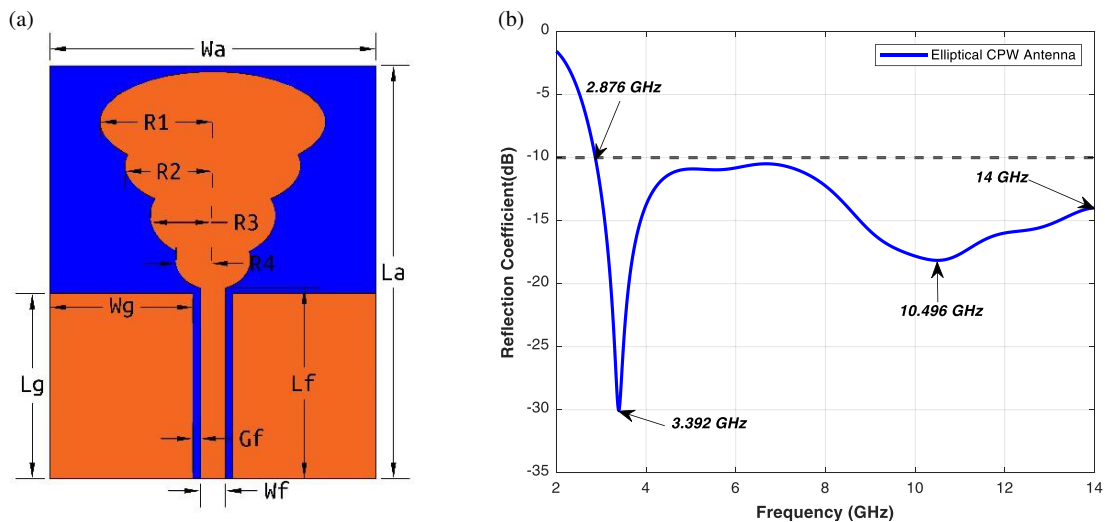 (a)
Wa
R1
R2
R3
R4
La
Wg
Lg
Lf
Gf
Wf
(b)
0
-5
-10
-15
-20
-25
-30
-35
2
4
6
8
10
12
14
Reflection Coefficient(dB)
Frequency (GHz)
Elliptical CPW Antenna
2.876 GHz
14 GHz
10.496 GHz
3.392 GHz